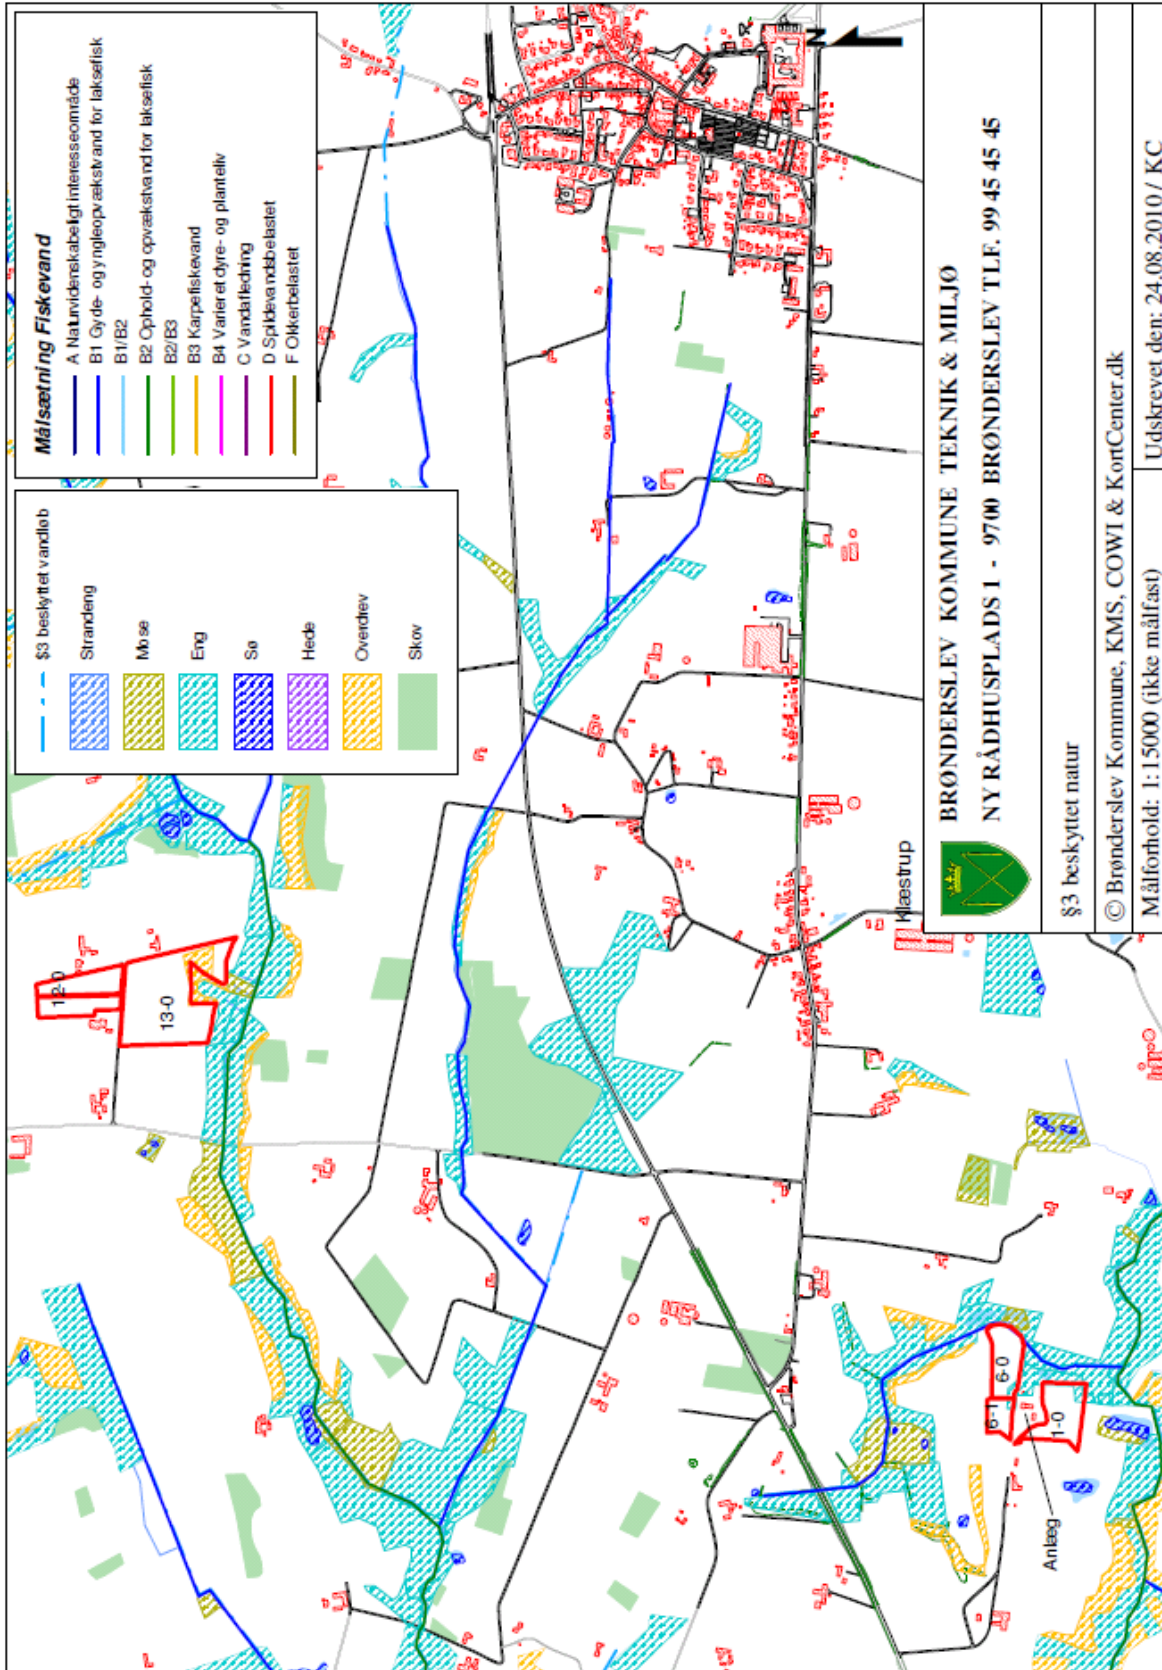 Målsætning Fiskevand
A Naturvidenskabeligt interesseområde
B1 Gyde- og yngleopvækstvand for laksefisk
B1/B2
B2 Ophold- og opvækstvand for laksefisk
B2/B3
B3 Karpefiskevand
B4 Varieret dyre- og planteliv
C Vandafledning
D Spildevandsbelastet
F Okkerbelastet
§3 beskyttet vandløb
Strandeng
Mose
Eng
Sø
Hede
Overdrev
Skov
N
12-0
13-0
6-0
6-1
1-0
Anlæg
Klæstrup
BRØNDERSLEV KOMMUNE TEKNIK & MILJØ
NY RÅDHUSPLADS 1 - 9700 BRØNDERSLEV TLF. 99 45 45 45
§3 beskyttet natur
© Brønderslev Kommune, KMS, COWI & KortCenter.dk
Målforhold: 1:15000 (ikke målfast)
Udskrevet den: 24.08.2010 / KC